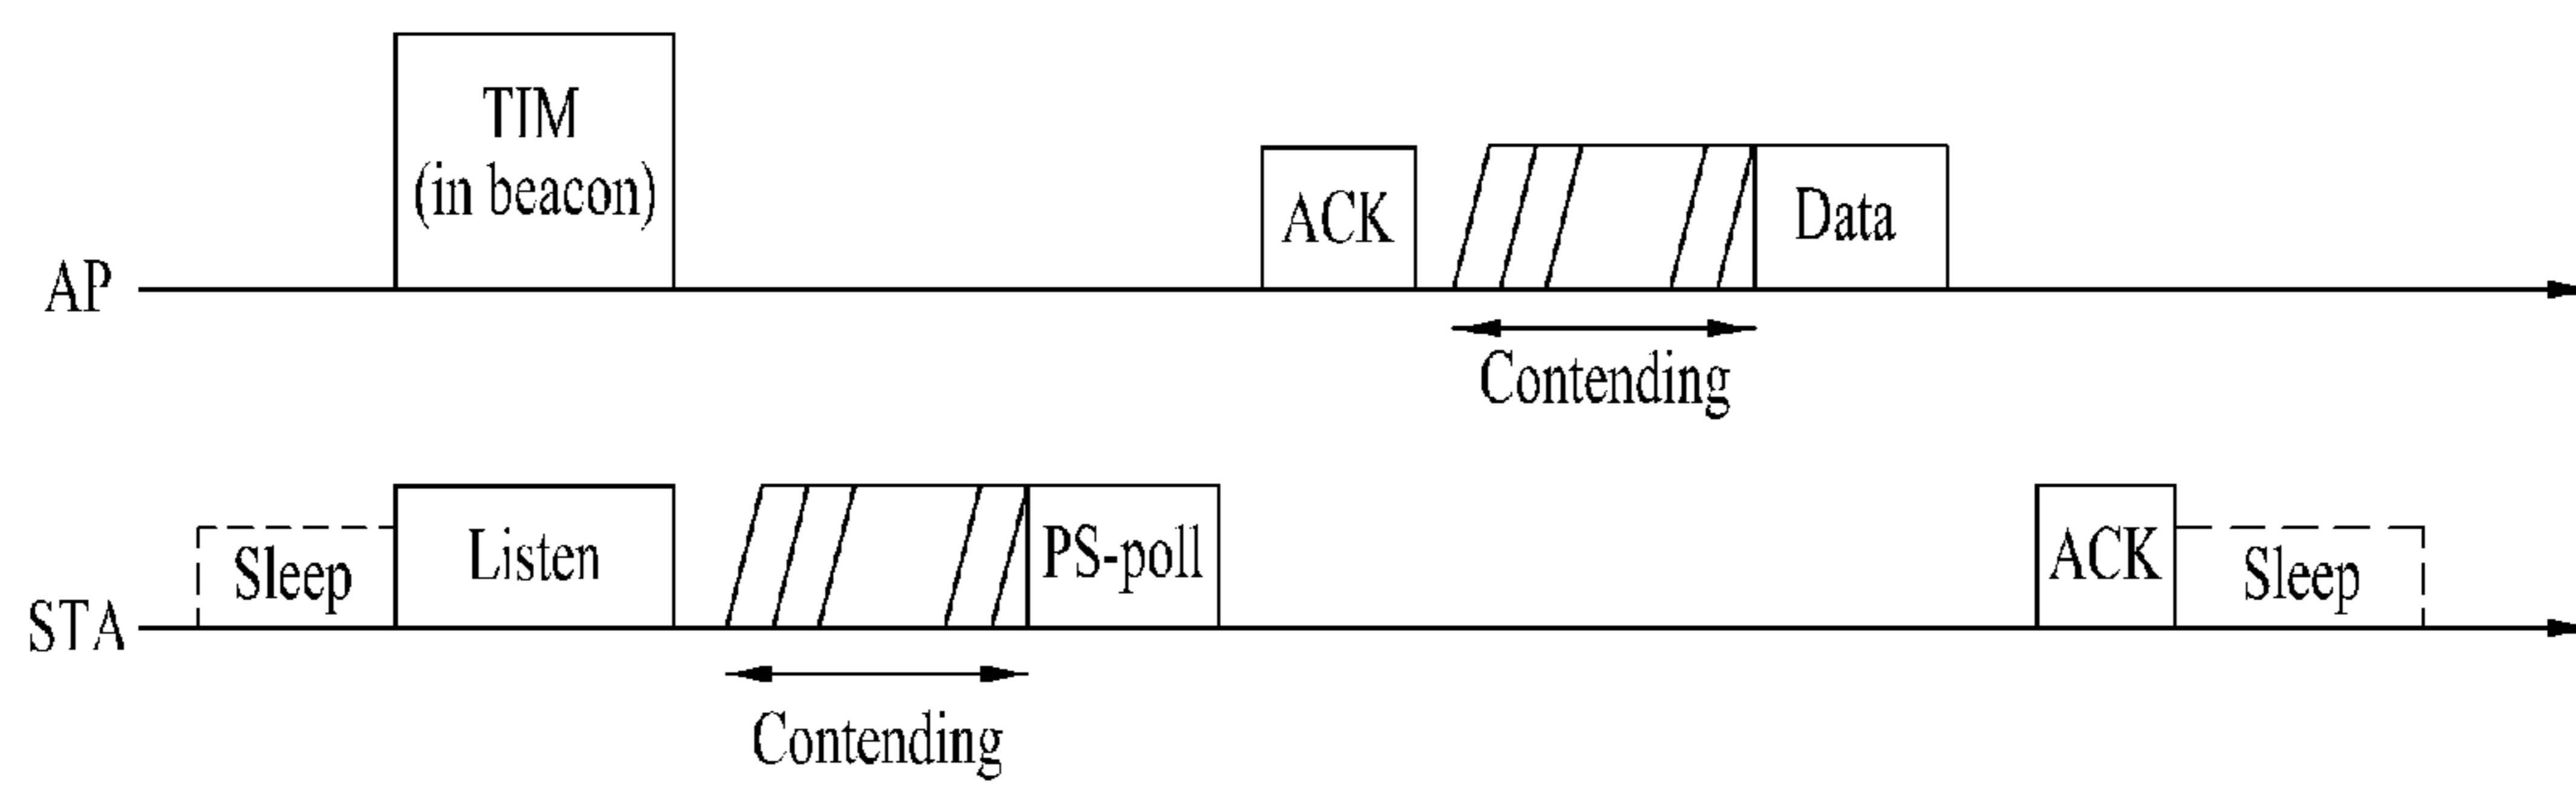 TIM
(in beacon)
ACK
Data
AP
Contending
Sleep
Listen
PS-poll
ACK
Sleep
STA
Contending